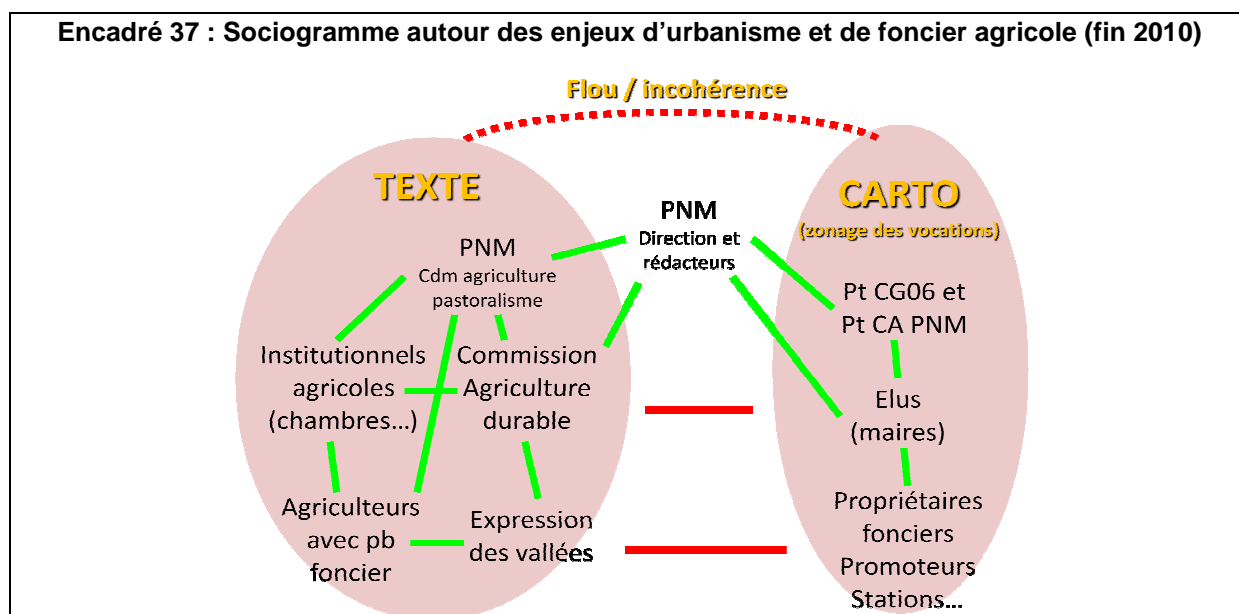 Encadré 37 : Sociogramme autour des enjeux d’urbanisme et de foncier agricole (fin 2010)
Flou / incohérence
TEXTE
PNM
Cdm agriculture
pastoralisme
Institutionnels
agricoles
(chambres...)
Commission
Agriculture
durable
Agriculteurs
avec pb
foncier
Expression
des vallées
PNM
Direction et
rédacteurs
CARTO
(zonage des vocations)
Pt CG06 et
Pt CA PNM
Elus
(maires)
Propriétaires
fonciers
Promoteurs
Stations...